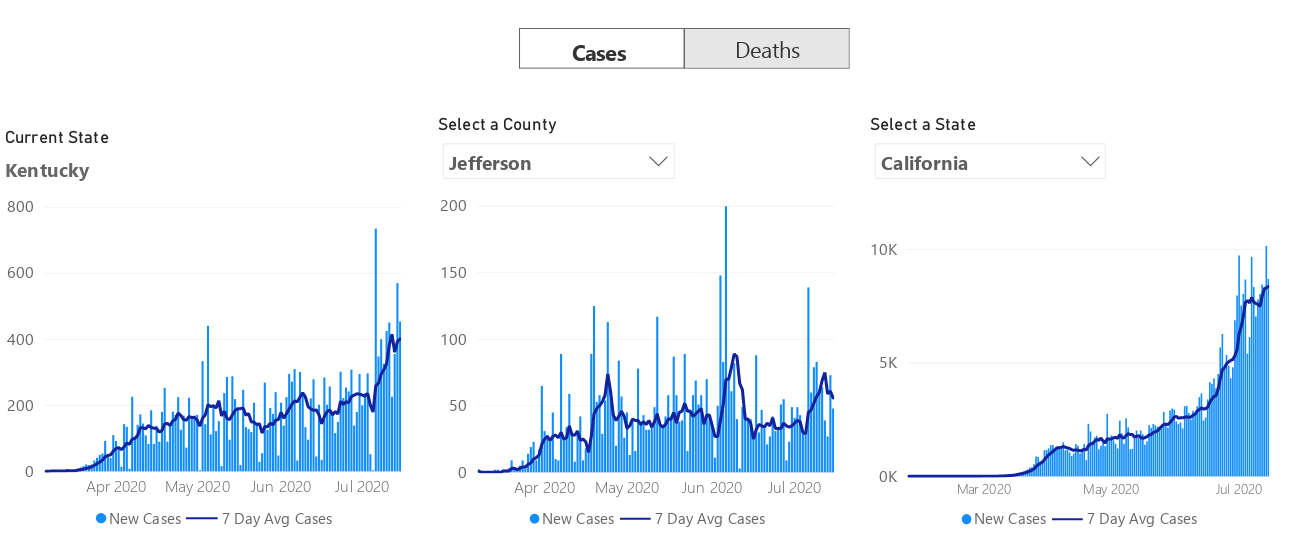 Cases Deaths
Current State
Kentucky
800
600
400
200
0
Apr 2020 May 2020 Jun 2020 Jul 2020
New Cases 7 Day Avg Cases
Select a County
Jefferson
200
150
100
50
0
Apr 2020 May 2020 Jun 2020 Jul 2020
New Cases 7 Day Avg Cases
Select a State
California
10K
5K
0K
Mar 2020 May 2020 Jul 2020
New Cases 7 Day Avg Cases